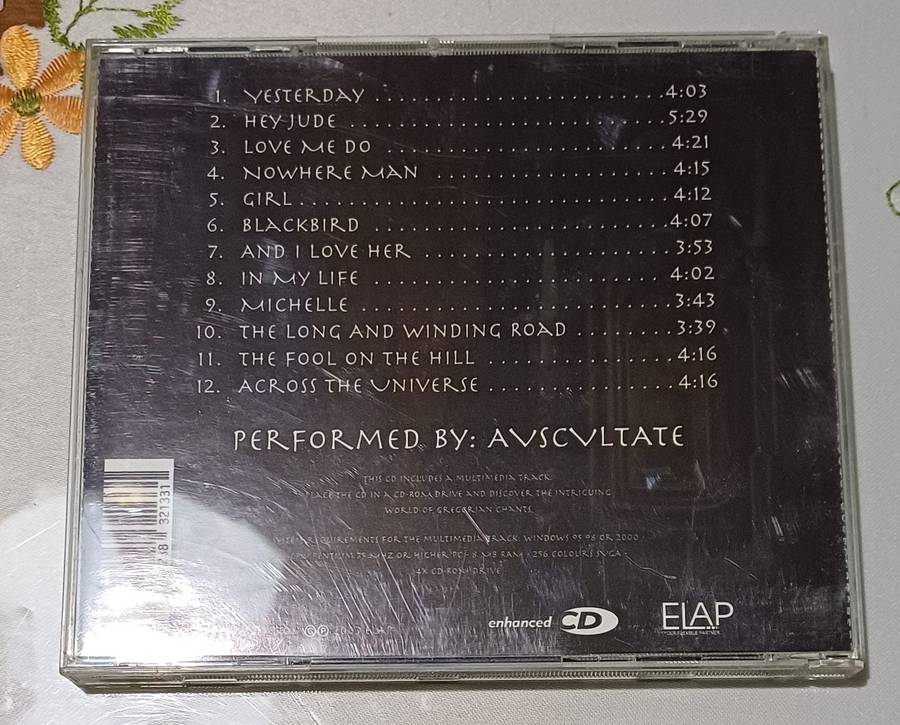 1. YESTERDAY ........................ 4:03
2. HEY JUDE ........................ 5:29
3. LOVE ME DO ........................ 4:21
4. NOWHERE MAN ........................ 4:15
5. GIRL ........................ 4:12
6. BLACKBIRD ........................ 4:07
7. AND I LOVE HER ........................ 3:53
8. IN MY LIFE ........................ 4:02
9. MICHELLE ........................ 3:43
10. THE LONG AND WINDING ROAD ........ 3:39
11. THE FOOL ON THE HILL ................ 4:16
12. ACROSS THE UNIVERSE ................ 4:16
PERFORMED BY: AVSCVLTATE
THIS CD INCLUDES A MULTIMEDIA TRACK.
PLACE THE CD IN A CD-ROM DRIVE AND DISCOVER THE INTRIGUING
WORLD OF GREGORIAN CHANTS.
REQUIREMENTS FOR THE MULTIMEDIA TRACK: WINDOWS 95 98 OR 2000 ·
PENTIUM 75 MHZ OR HIGHER PC · 8 MB RAM · 256 COLOURS SVGA ·
4X CD-ROM DRIVE
321331
enhanced CD
ELAP
YOUR FLEXIBLE PARTNER